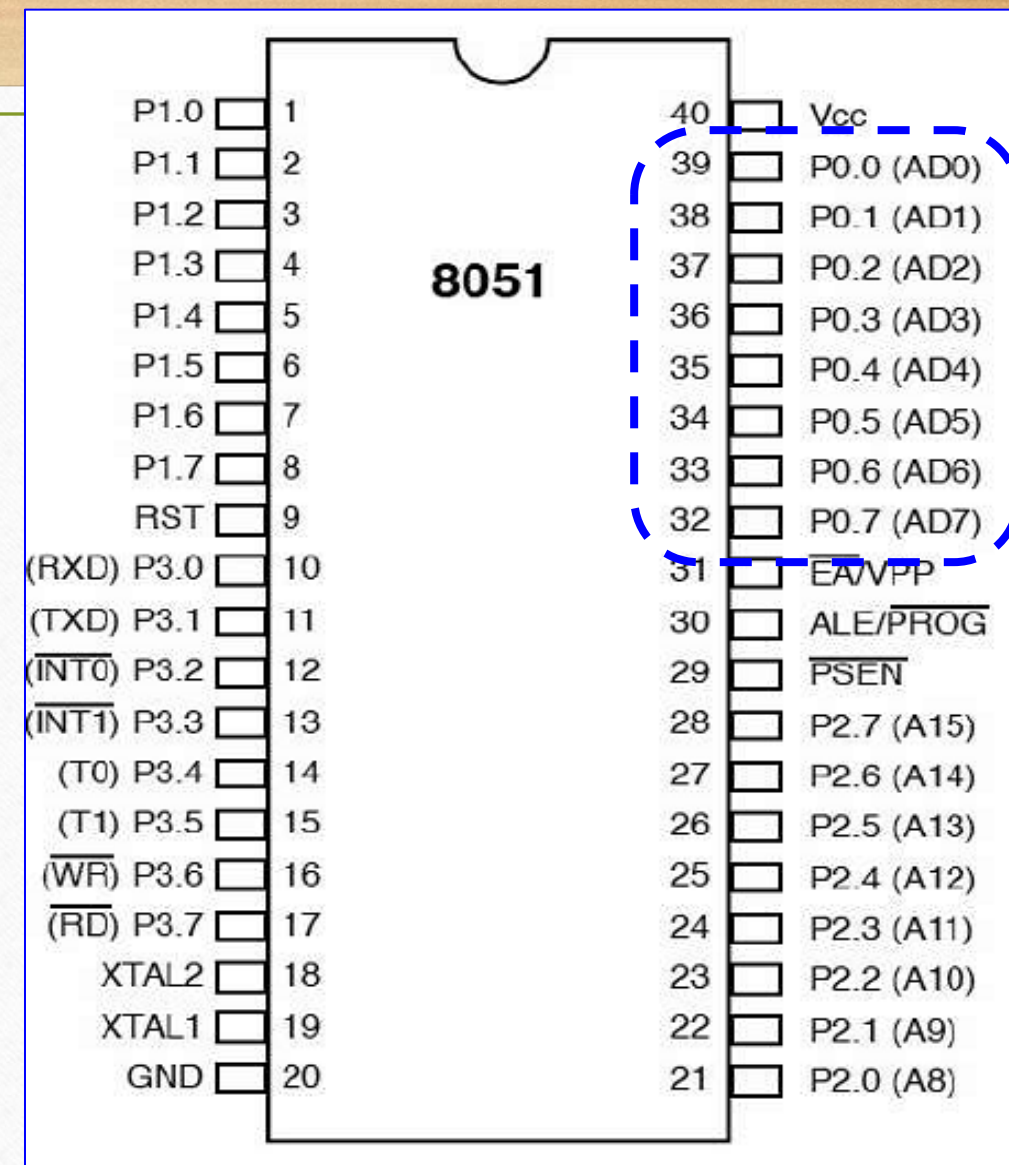 8051
P1.0 1
P1.1 2
P1.2 3
P1.3 4
P1.4 5
P1.5 6
P1.6 7
P1.7 8
RST 9
(RXD) P3.0 10
(TXD) P3.1 11
(INT0) P3.2 12
(INT1) P3.3 13
(T0) P3.4 14
(T1) P3.5 15
(WR) P3.6 16
(RD) P3.7 17
XTAL2 18
XTAL1 19
GND 20
40 Vcc
39 P0.0 (AD0)
38 P0.1 (AD1)
37 P0.2 (AD2)
36 P0.3 (AD3)
35 P0.4 (AD4)
34 P0.5 (AD5)
33 P0.6 (AD6)
32 P0.7 (AD7)
31 EA/VPP
30 ALE/PROG
29 PSEN
28 P2.7 (A15)
27 P2.6 (A14)
26 P2.5 (A13)
25 P2.4 (A12)
24 P2.3 (A11)
23 P2.2 (A10)
22 P2.1 (A9)
21 P2.0 (A8)